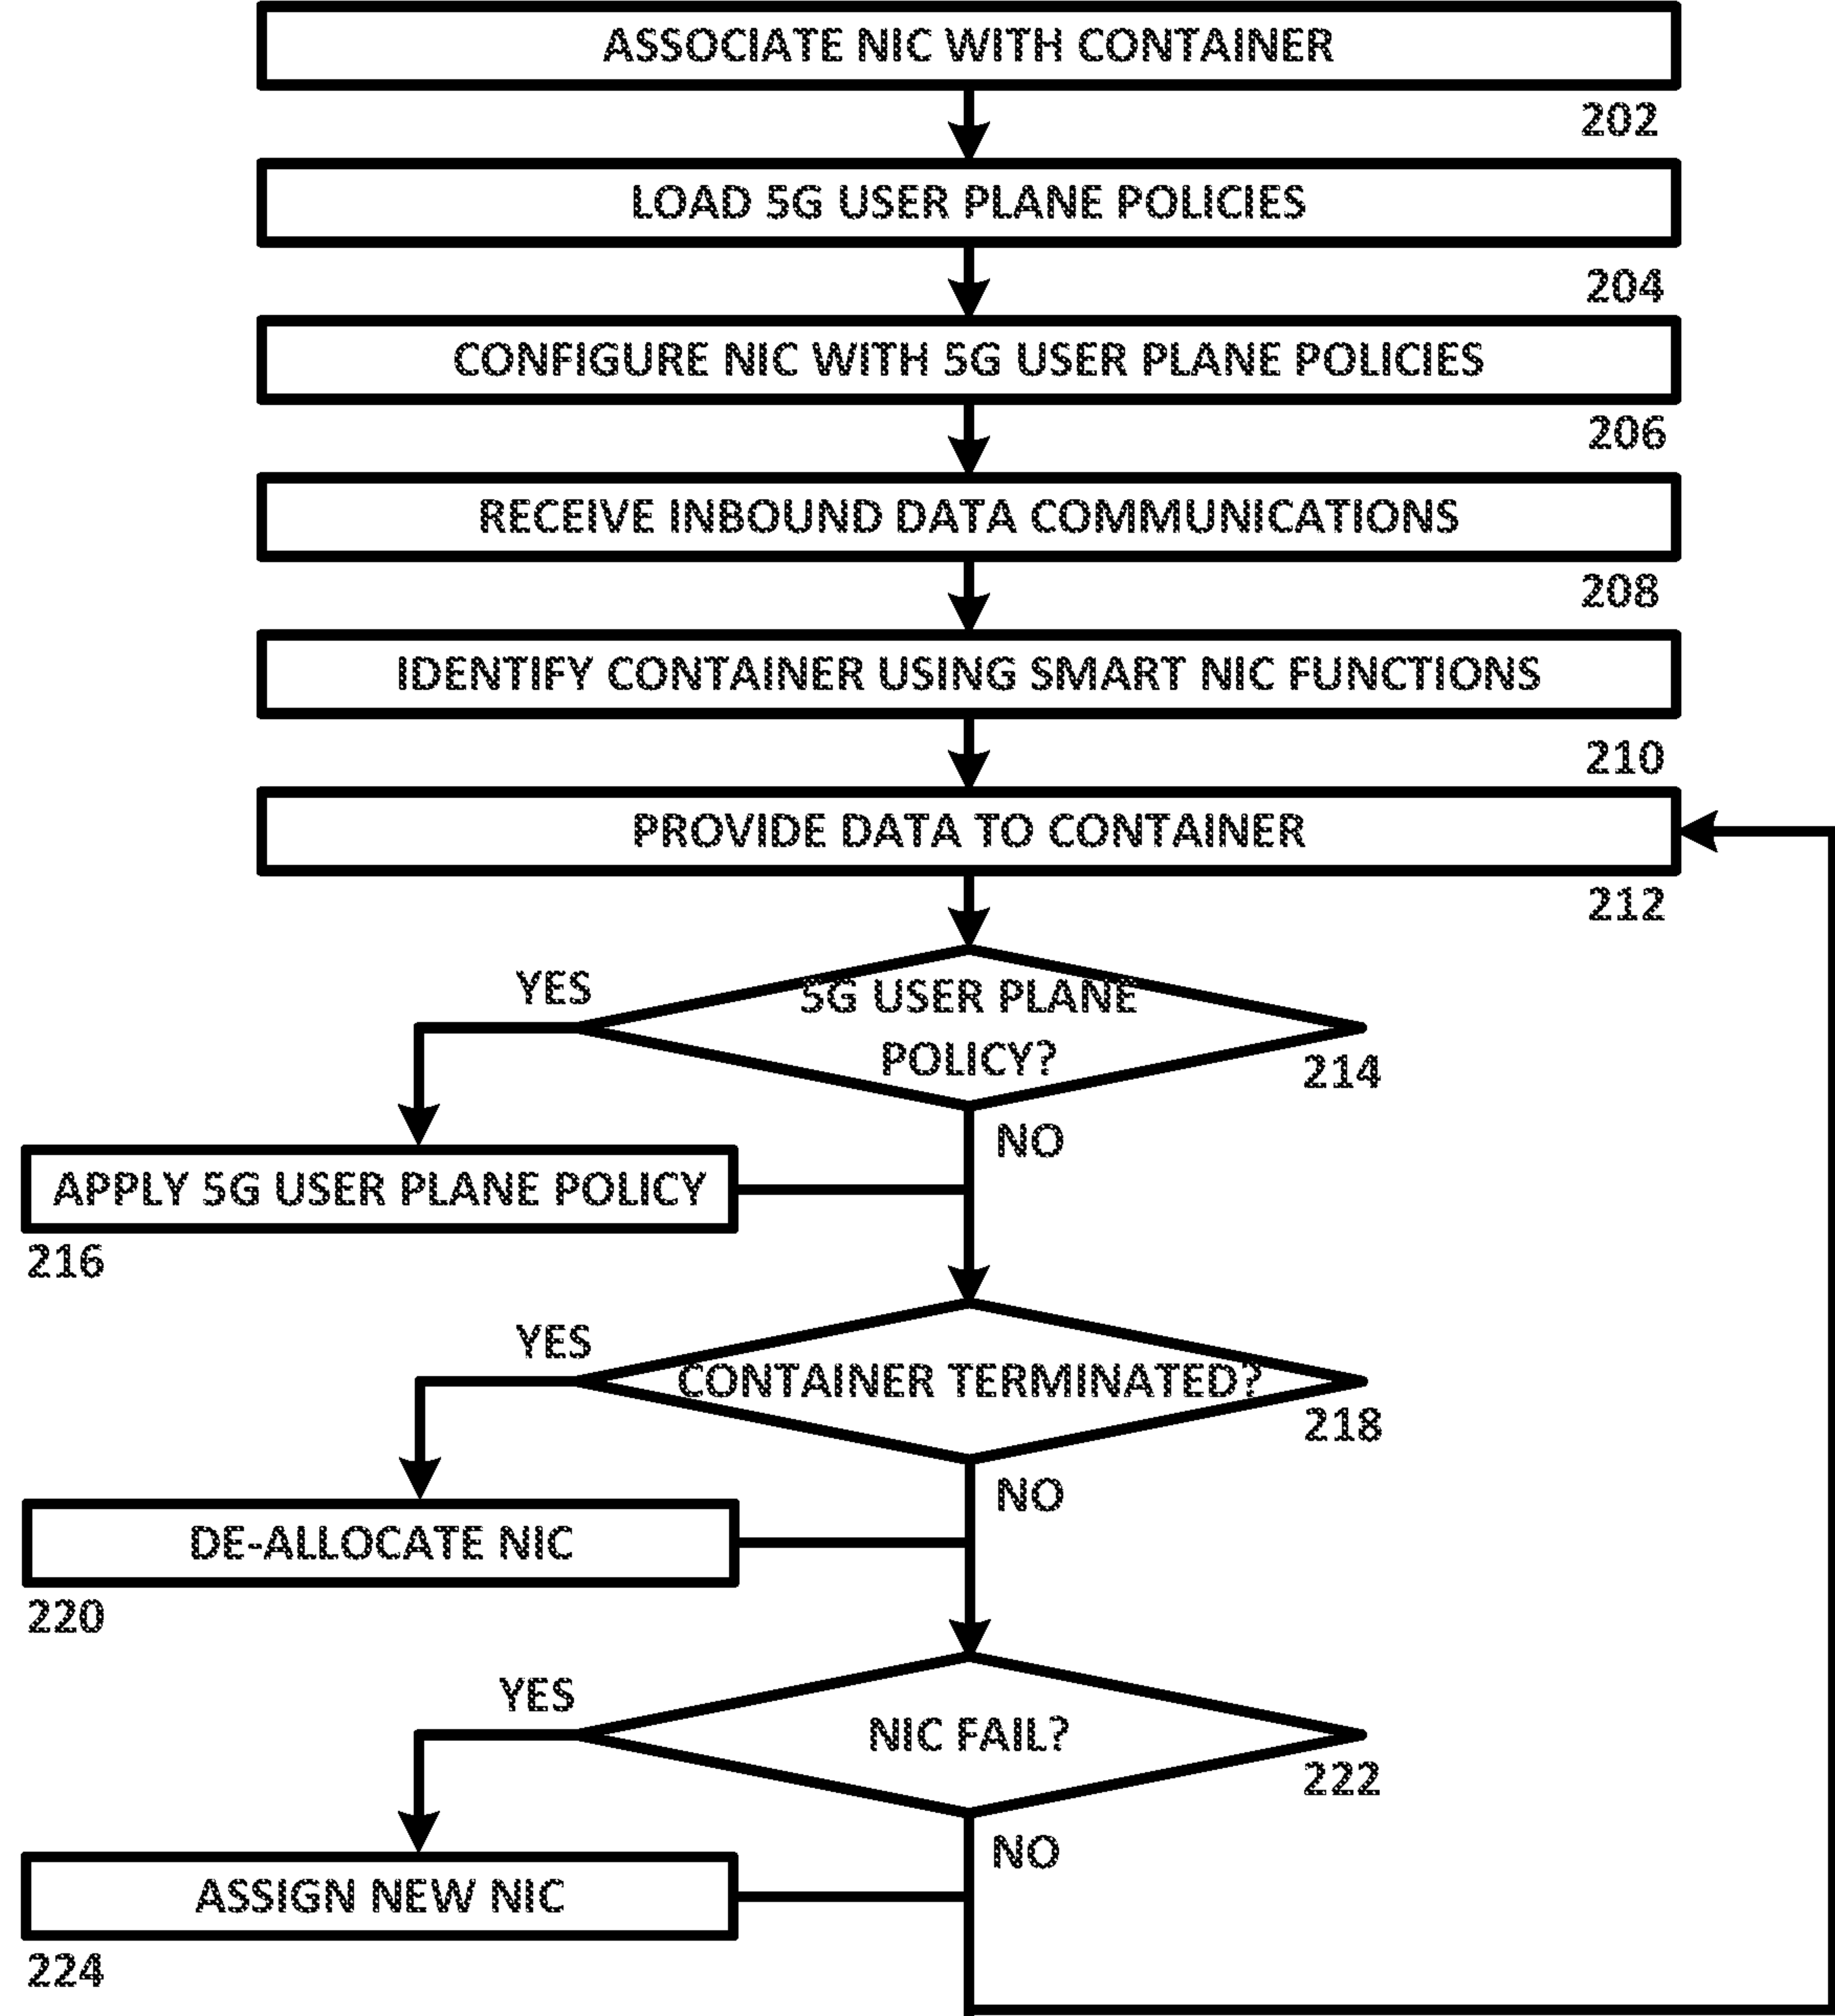 ASSOCIATE NIC WITH CONTAINER
202
LOAD 5G USER PLANE POLICIES
204
CONFIGURE NIC WITH 5G USER PLANE POLICIES
206
RECEIVE INBOUND DATA COMMUNICATIONS
208
IDENTIFY CONTAINER USING SMART NIC FUNCTIONS
210
PROVIDE DATA TO CONTAINER
212
YES
5G USER PLANE
POLICY?
214
NO
APPLY 5G USER PLANE POLICY
216
YES
CONTAINER TERMINATED?
218
NO
DE-ALLOCATE NIC
220
YES
NIC FAIL?
222
NO
ASSIGN NEW NIC
224